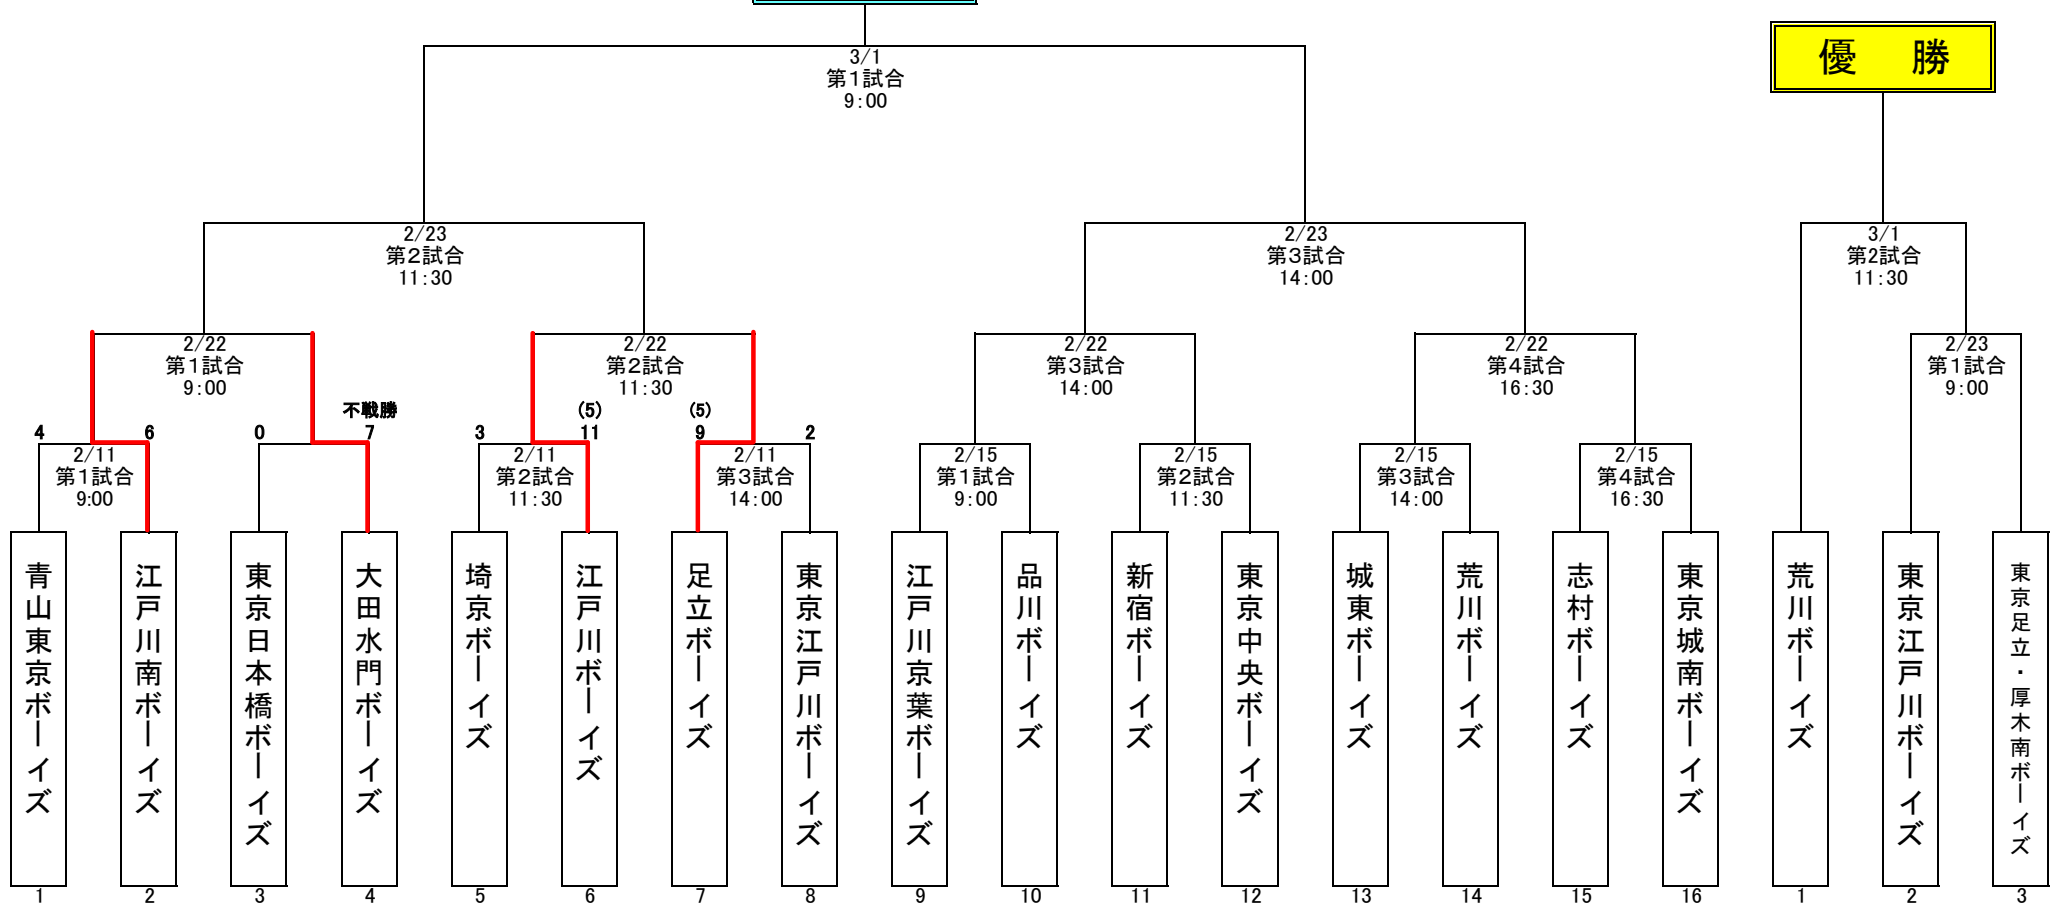 優　勝
3/1
第1試合
9:00
2/23
第2試合
11:30
2/23
第3試合
14:00
3/1
第2試合
11:30
2/22
第1試合
9:00
2/22
第2試合
11:30
2/22
第3試合
14:00
2/22
第4試合
16:30
2/23
第1試合
9:00
不戦勝
(5)
(5)
4
6
0
7
3
11
9
2
2/11
第1試合
9:00
2/11
第2試合
11:30
2/11
第3試合
14:00
2/15
第1試合
9:00
2/15
第2試合
11:30
2/15
第3試合
14:00
2/15
第4試合
16:30
青山東京ボーイズ
江戸川南ボーイズ
東京日本橋ボーイズ
大田水門ボーイズ
埼京ボーイズ
江戸川ボーイズ
足立ボーイズ
東京江戸川ボーイズ
江戸川京葉ボーイズ
品川ボーイズ
新宿ボーイズ
東京中央ボーイズ
城東ボーイズ
荒川ボーイズ
志村ボーイズ
東京城南ボーイズ
荒川ボーイズ
東京江戸川ボーイズ
東京足立・厚木南ボーイズ
1
2
3
4
5
6
7
8
9
10
11
12
13
14
15
16
1
2
3